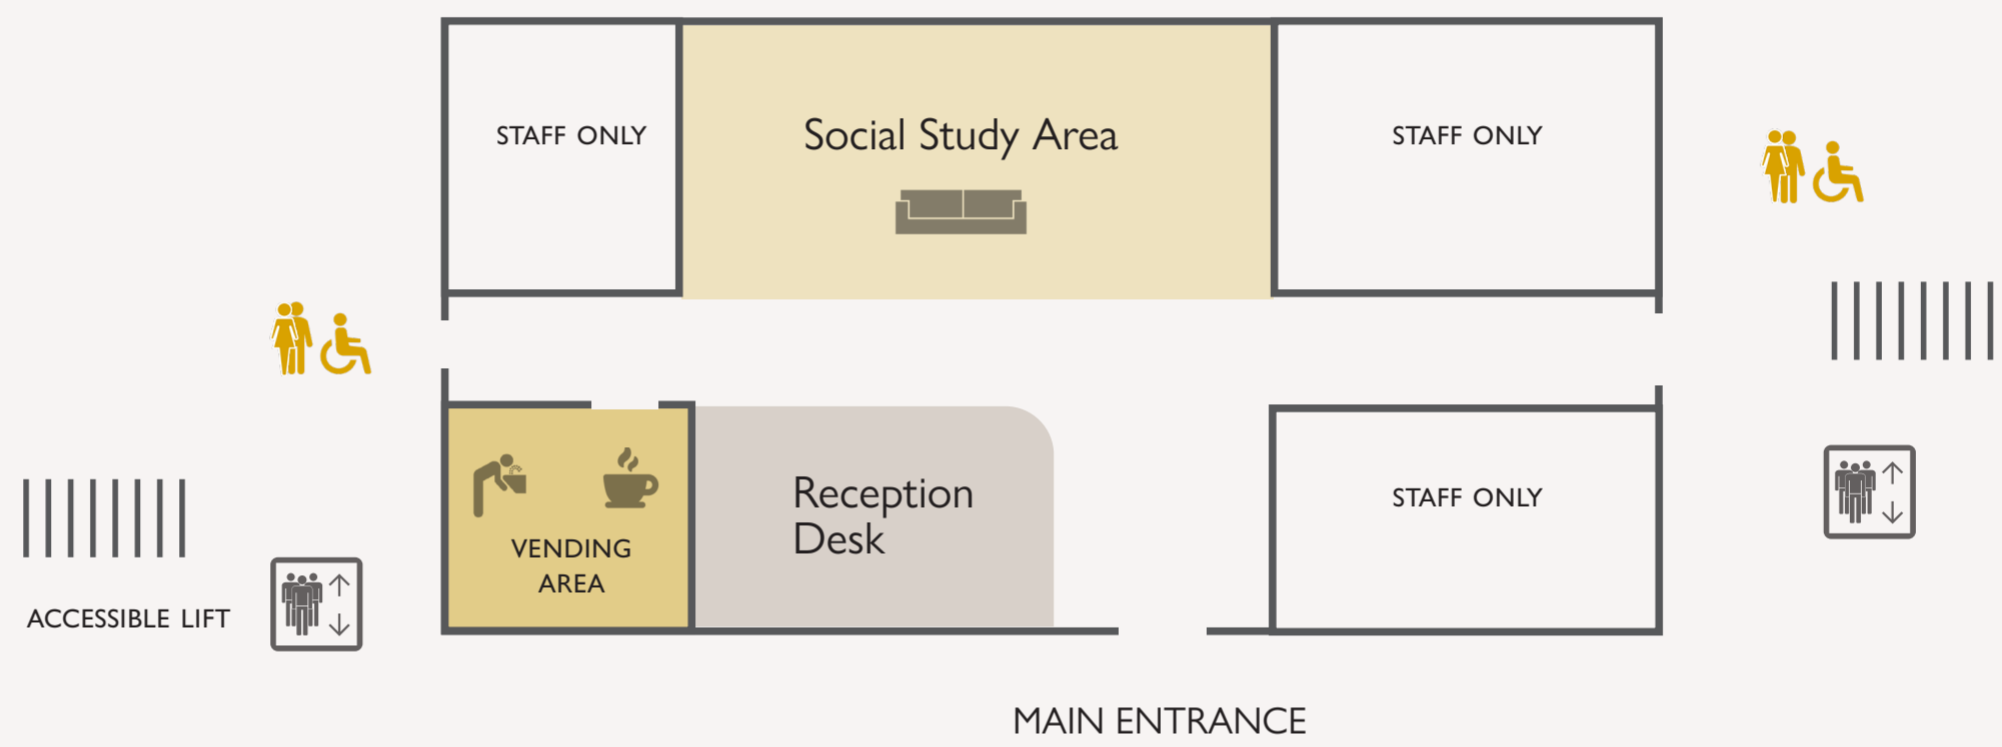 STAFF ONLY
Social Study Area
STAFF ONLY
Reception
Desk
STAFF ONLY
VENDING
AREA
ACCESSIBLE LIFT
MAIN ENTRANCE